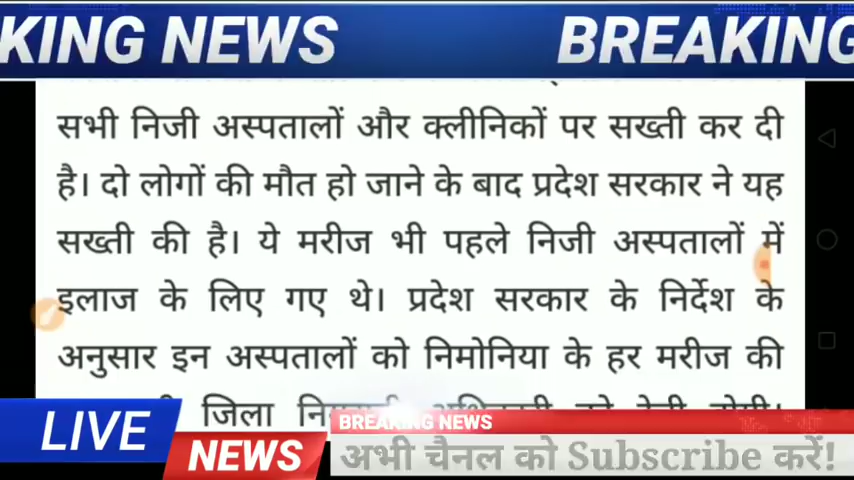 KING NEWS BREAKING
सभी निजी अस्पतालों और क्लीनिकों पर सख्ती कर दी
है। दो लोगों की मौत हो जाने के बाद प्रदेश सरकार ने यह
सख्ती की है। ये मरीज भी पहले निजी अस्पतालों में
इलाज के लिए गए थे। प्रदेश सरकार के निर्देश के
अनुसार इन अस्पतालों को निमोनिया के हर मरीज की
जिला
LIVE
NEWS
BREAKING NEWS
अभी चैनल को Subscribe करें!